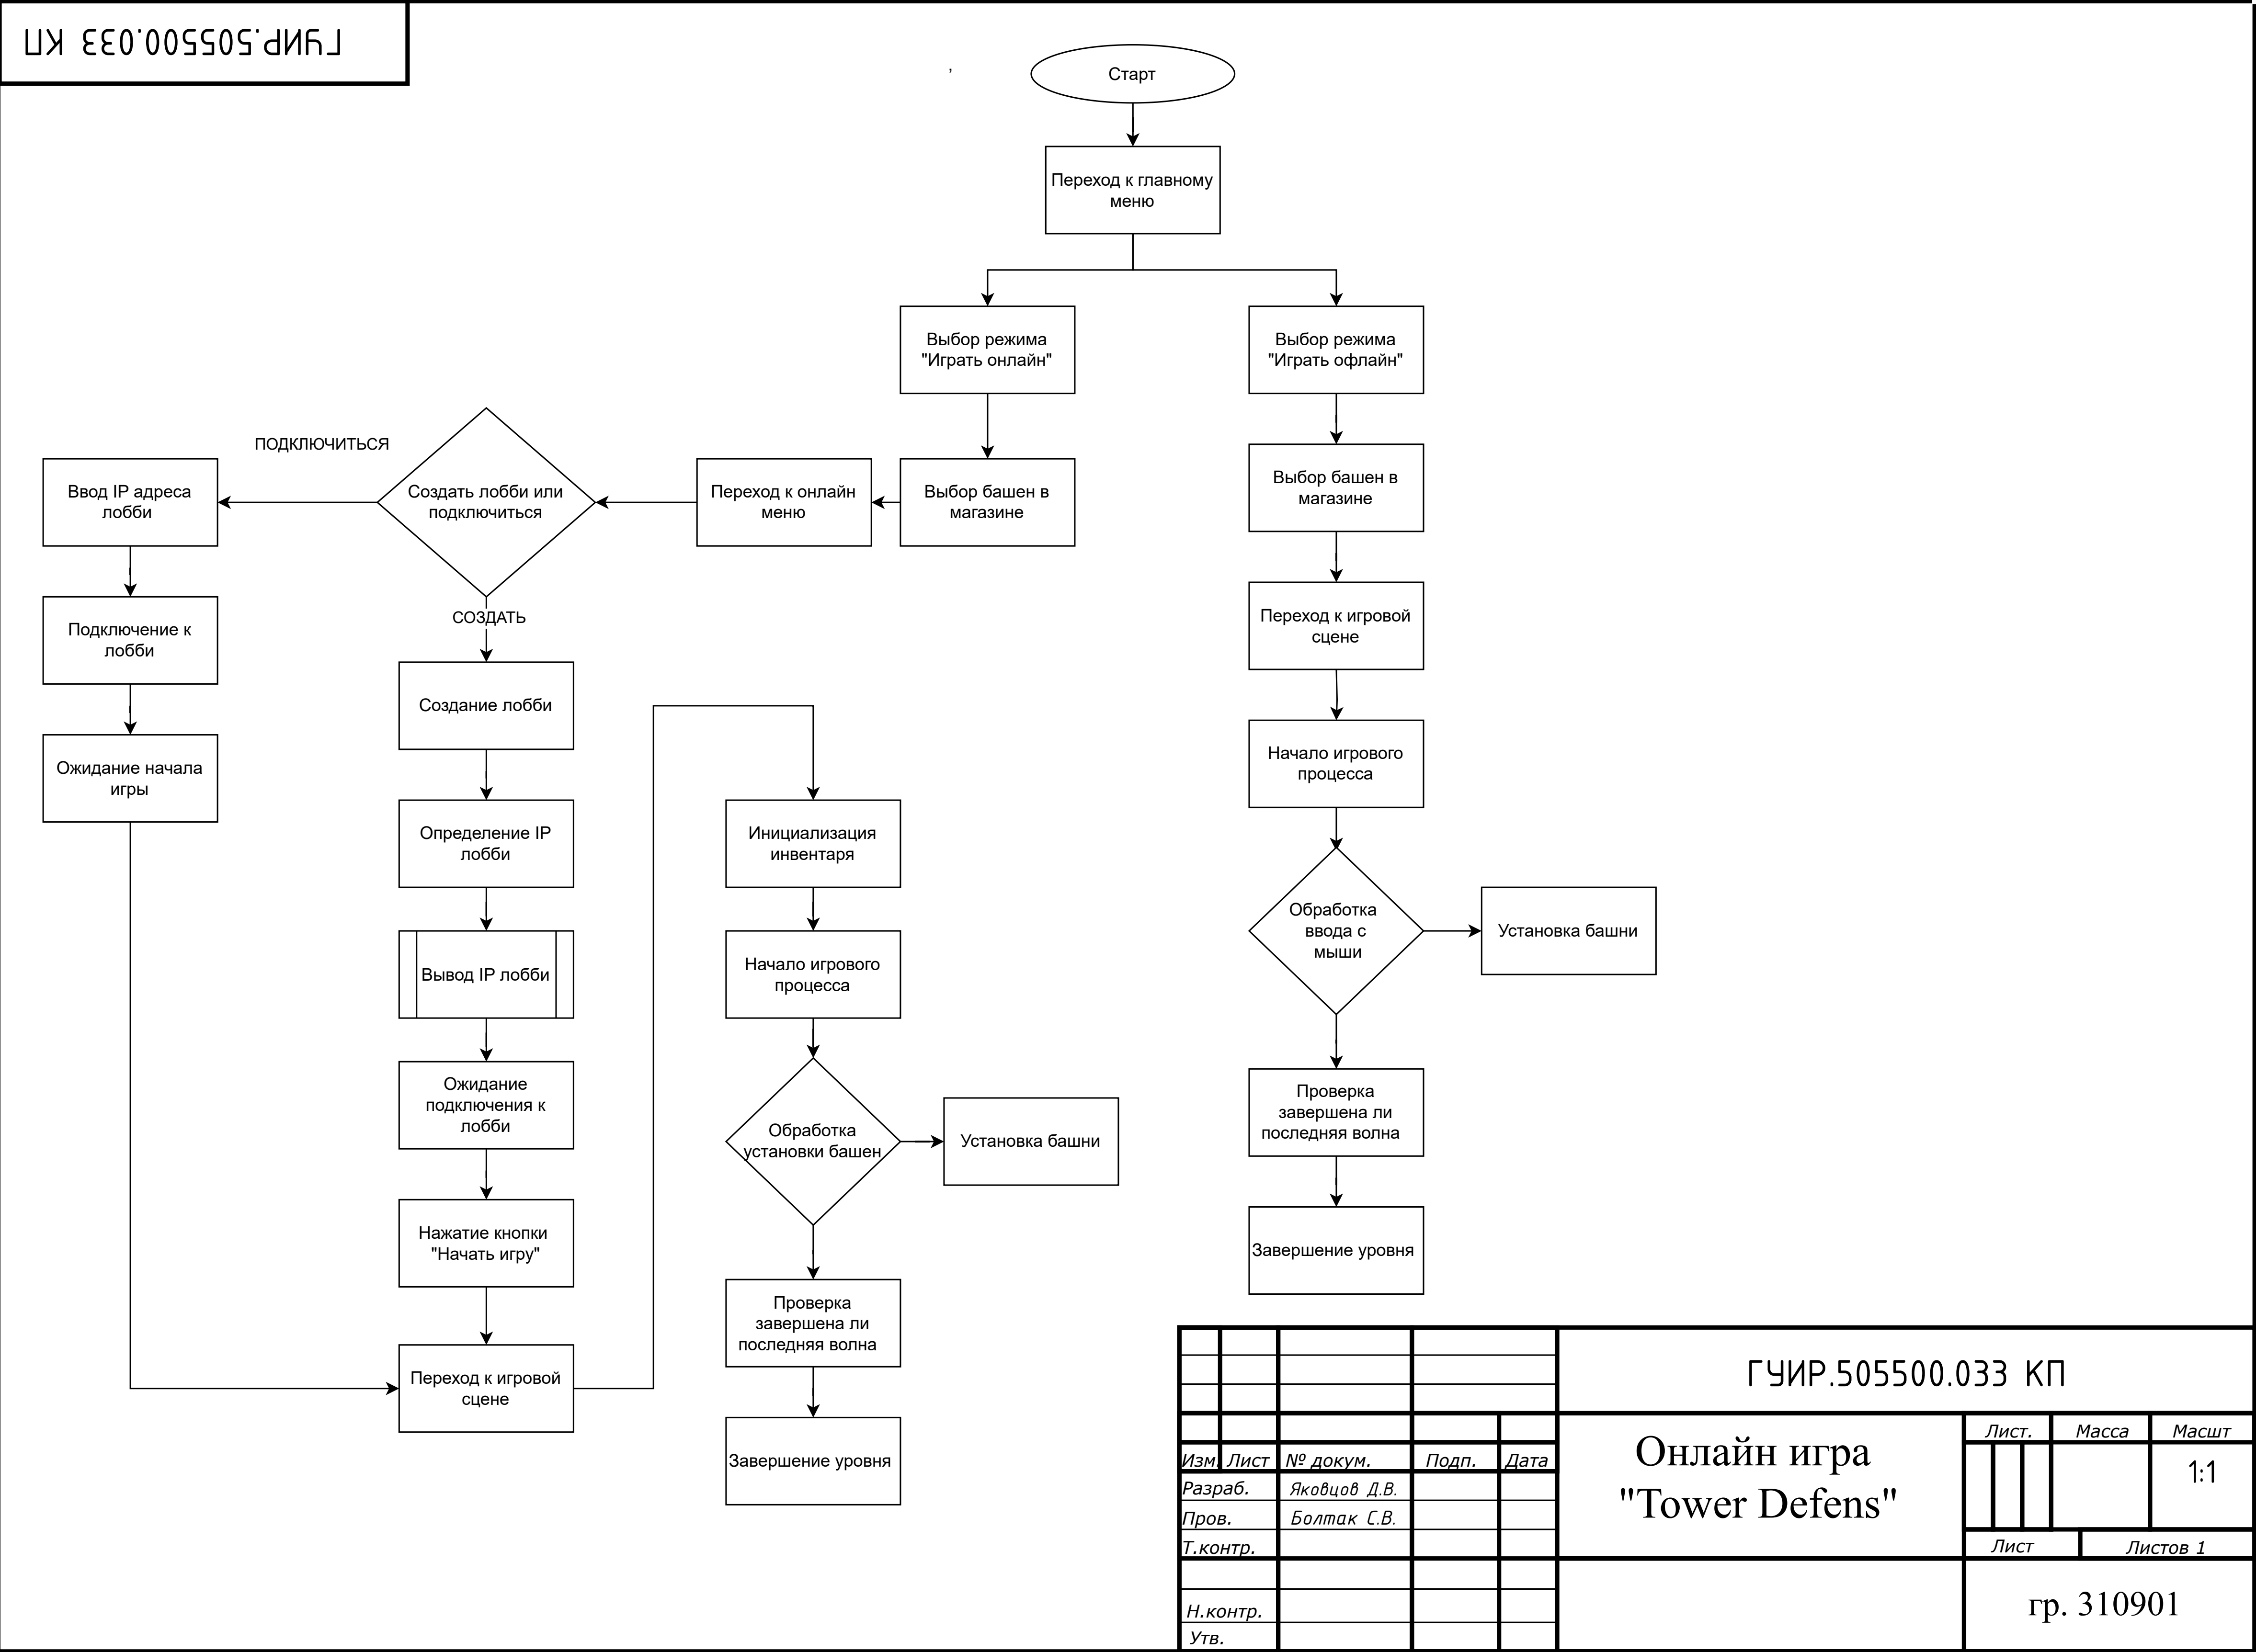 ГУИР.505500.033 КП
,
Старт
Переход к главному
меню
Выбор режима
"Играть онлайн"
Выбор режима
"Играть офлайн"
ПОДКЛЮЧИТЬСЯ
Ввод IP адреса
лобби
Создать лобби или
подключиться
Переход к онлайн
меню
Выбор башен в
магазине
Выбор башен в
магазине
СОЗДАТЬ
Подключение к
лобби
Переход к игровой
сцене
Создание лобби
Ожидание начала
игры
Начало игрового
процесса
Определение IP
лобби
Инициализация
инвентаря
Обработка
ввода с
мыши
Установка башни
Вывод IP лобби
Начало игрового
процесса
Ожидание
подключения к
лобби
Обработка
установки башен
Установка башни
Проверка
завершена ли
последняя волна
Нажатие кнопки
"Начать игру"
Завершение уровня
Проверка
завершена ли
последняя волна
Переход к игровой
сцене
Завершение уровня
ГУИР.505500.033 КП
Изм. Лист № докум. Подп. Дата
Разраб. Яковцов Д.В.
Пров. Болтак С.В.
Т.контр.
Н.контр.
Утв.
Онлайн игра
"Tower Defens"
Лист. Масса Масшт
1:1
Лист Листов 1
гр. 310901